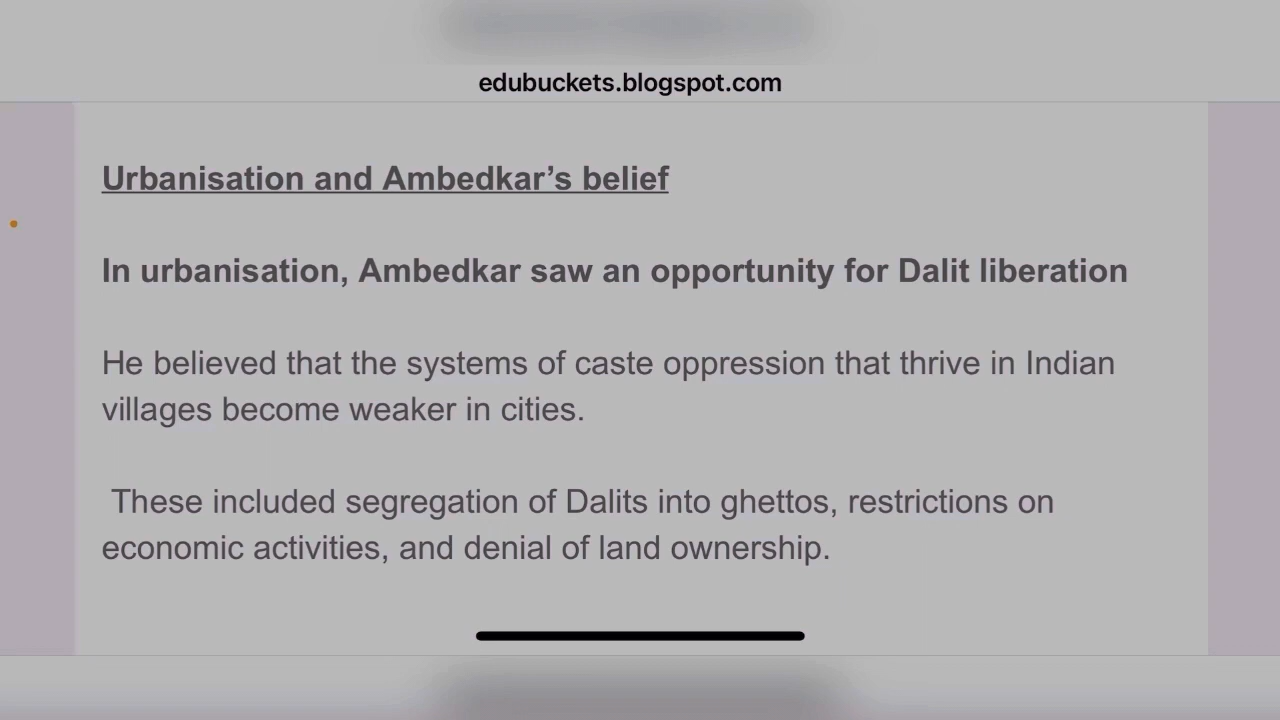 edubuckets.blogspot.com
Urbanisation and Ambedkar’s belief
In urbanisation, Ambedkar saw an opportunity for Dalit liberation
He believed that the systems of caste oppression that thrive in Indian
villages become weaker in cities.
These included segregation of Dalits into ghettos, restrictions on
economic activities, and denial of land ownership.